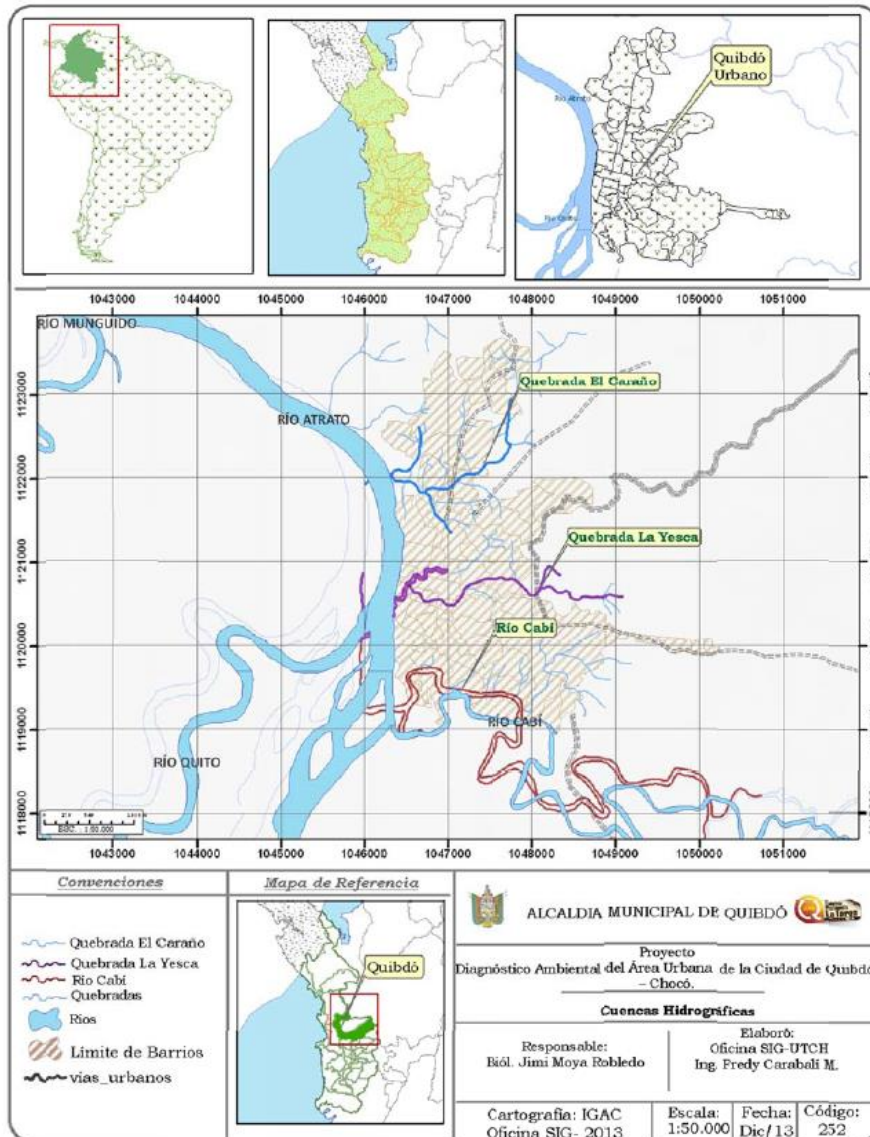 Quibdó
Urbano
Río Atrato
Río Quito
1043000 1044000 1045000 1046000 1047000 1048000 1049000 1050000 1051000
RÍO MUNGUIDO
Quebrada El Caraño
RÍO ATRATO
Quebrada La Yesca
Río Cabí
RÍO CABÍ
RÍO QUITO
1123000
1122000
1121000
1120000
1119000
1118000
1043000 1044000 1045000 1046000 1047000 1048000 1049000 1050000 1051000
Convenciones
Quebrada El Caraño
Quebrada La Yesca
Río Cabí
Quebradas
Rios
Límite de Barrios
vias_urbanos
Mapa de Referencia
Quibdó
ALCALDIA MUNICIPAL DE QUIBDÓ
Proyecto
Diagnóstico Ambiental del Área Urbana de la Ciudad de Quibdó
– Chocó.
Cuencas Hidrográficas
Responsable:
Biól. Jimi Moya Robledo
Elaboró:
Oficina SIG-UTCH
Ing. Fredy Carabalí M.
Cartografía: IGAC
Oficina SIG- 2013
Escala:
1:50.000
Fecha:
Dic/13
Código:
252